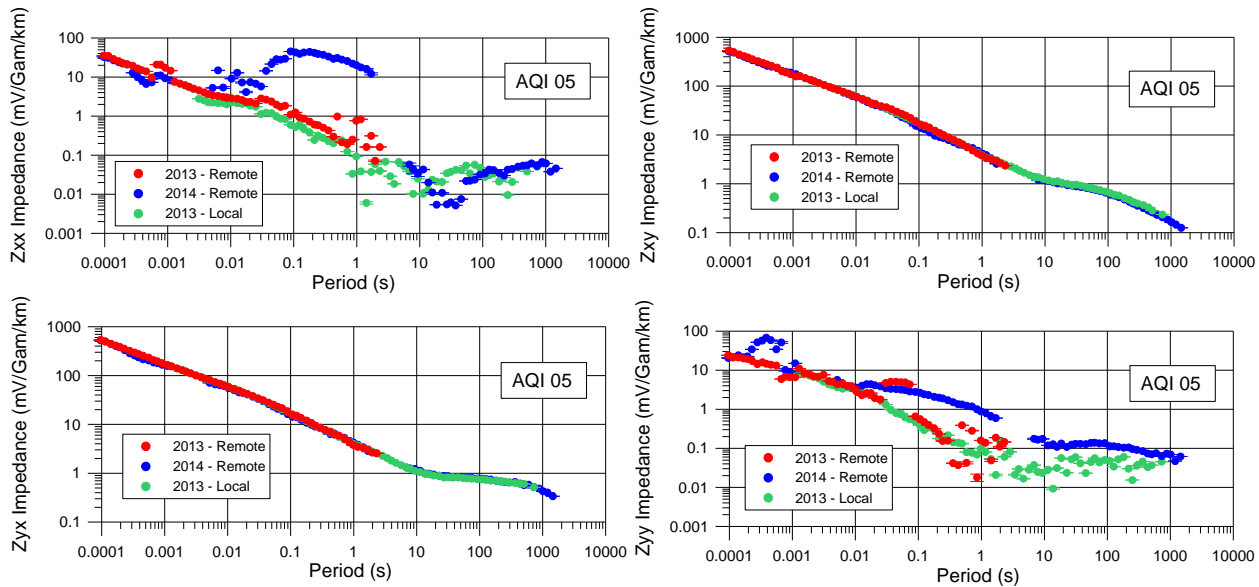 Zxx Impedance (mV/Gam/km)
100
10
1
0.1
0.01
0.001
AQI 05
2013 - Remote
2014 - Remote
2013 - Local
0.0001 0.001 0.01 0.1 1 10 100 1000 10000
Period (s)
Zxy Impedance (mV/Gam/km)
1000
100
10
1
0.1
AQI 05
2013 - Remote
2014 - Remote
2013 - Local
0.0001 0.001 0.01 0.1 1 10 100 1000 10000
Period (s)
Zyx Impedance (mV/Gam/km)
1000
100
10
1
0.1
AQI 05
2013 - Remote
2014 - Remote
2013 - Local
0.0001 0.001 0.01 0.1 1 10 100 1000 10000
Period (s)
Zyy Impedance (mV/Gam/km)
100
10
1
0.1
0.01
0.001
AQI 05
2013 - Remote
2014 - Remote
2013 - Local
0.0001 0.001 0.01 0.1 1 10 100 1000 10000
Period (s)